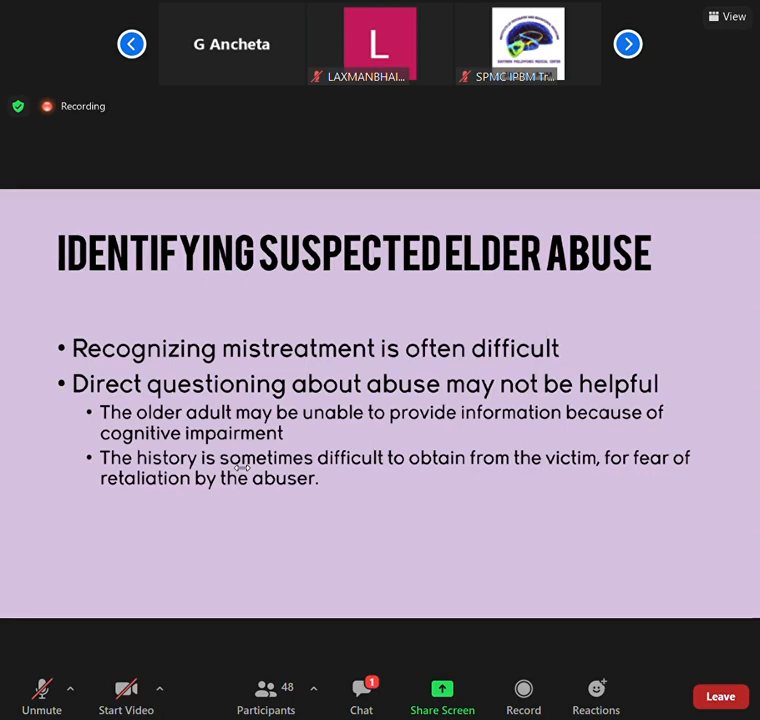 View
G Ancheta
L
LAXMANBHAI...
SPMC IPBM Tr...
Recording
IDENTIFYING SUSPECTED ELDER ABUSE
• Recognizing mistreatment is often difficult
• Direct questioning about abuse may not be helpful
• The older adult may be unable to provide information because of
cognitive impairment
• The history is sometimes difficult to obtain from the victim, for fear of
retaliation by the abuser.
48
1
Unmute
Start Video
Participants
Chat
Share Screen
Record
Reactions
Leave